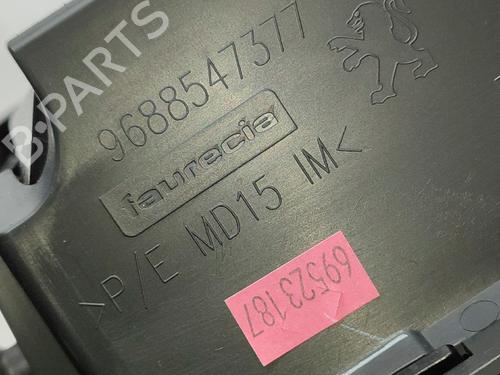 B-PARTS
9688547377
faurecia
>P/E MD15 IM<
69523187